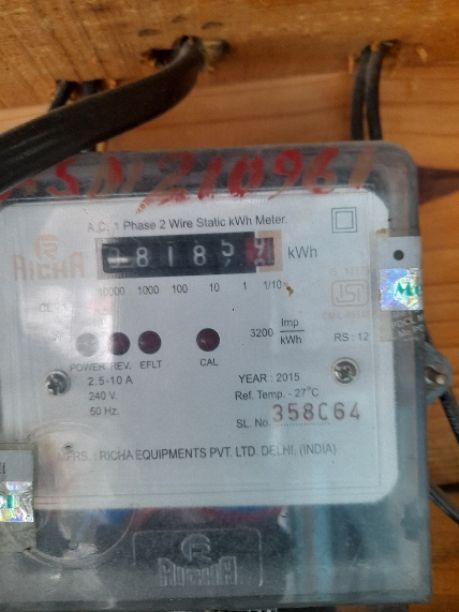 A.C. 1 Phase 2 Wire Static kWh Meter.
RICHA
kWh
10000 1000 100 10 1 1/10
3200 Imp/kWh
RS : 12
POWER REV. EFLT CAL
2.5-10 A
240 V.
50 Hz.
YEAR : 2015
Ref. Temp. - 27°C
SL. No. 358C64
MFRS. : RICHA EQUIPMENTS PVT. LTD. DELHI. (INDIA)
RICHA